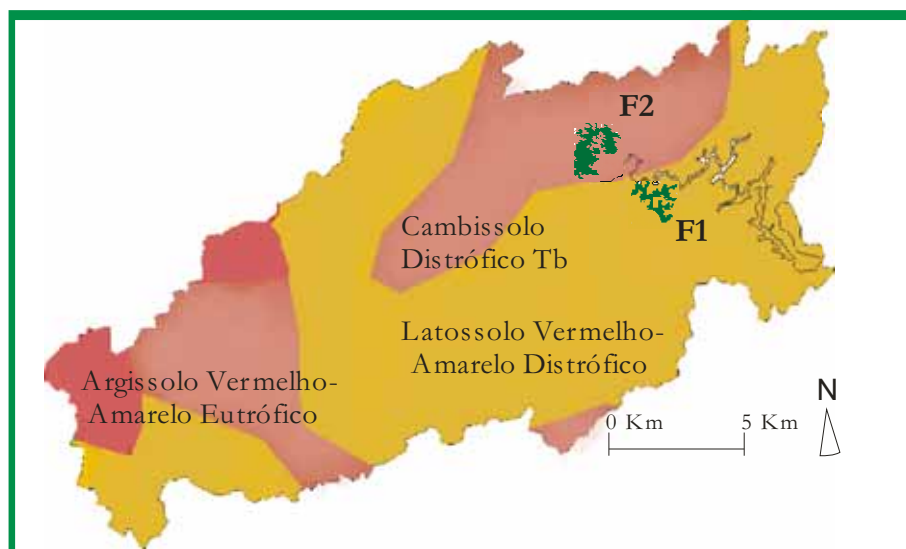 F2
F1
Cambissolo
Distrófico Tb
Latossolo Vermelho-
Amarelo Distrófico
Argissolo Vermelho-
Amarelo Eutrófico
N
0 Km 5 Km